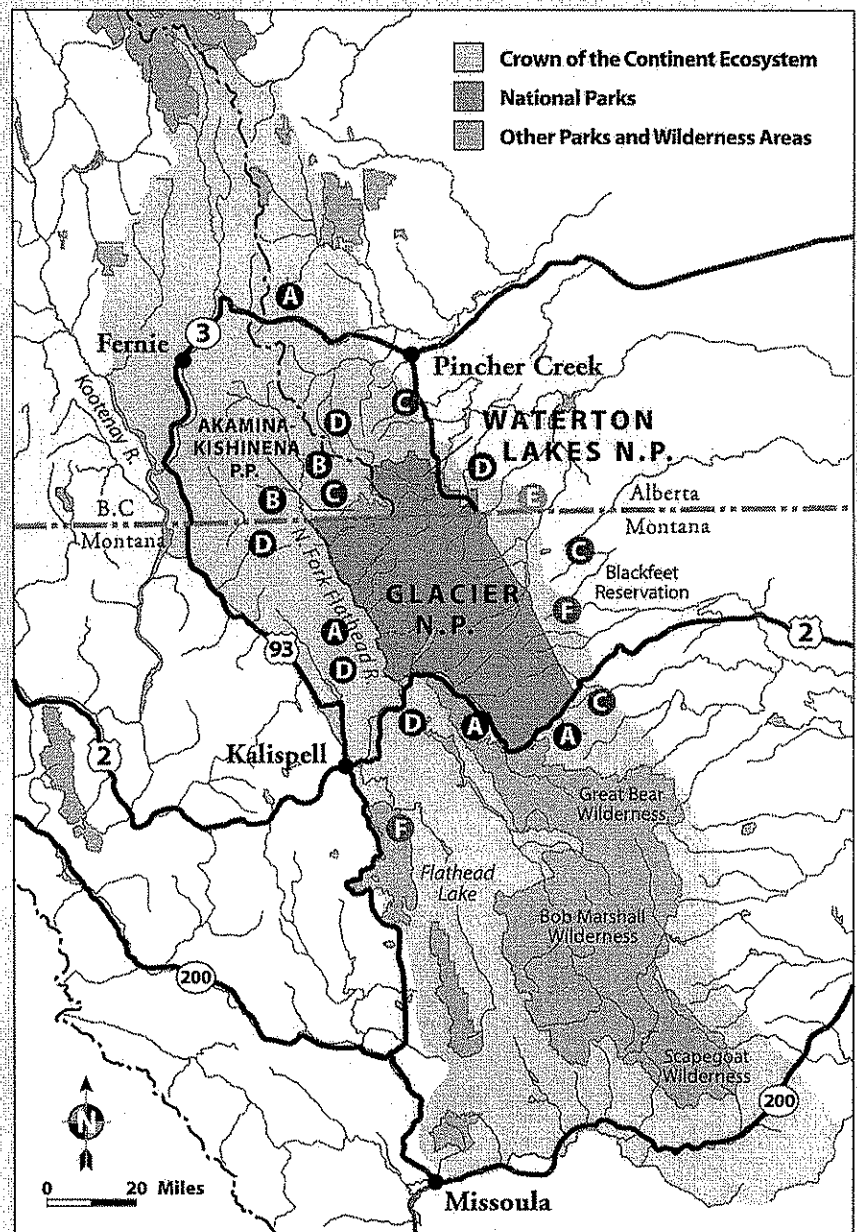 Crown of the Continent Ecosystem
National Parks
Other Parks and Wilderness Areas
A
Fernie
3
Pincher Creek
Kootenay R.
C
AKAMINA-
KISHINENA
P.P.
D
WATERTON
LAKES N.P.
B
D
C
B
E
B.C
Alberta
Montana
Montana
N. Fork Flathead R.
D
C
Blackfeet
Reservation
GLACIER
N.P.
F
A
2
93
D
C
D
A
A
2
Kalispell
Great Bear
Wilderness
F
Flathead
Lake
Bob Marshall
Wilderness
200
Scapegoat
Wilderness
200
N
0 20 Miles
Missoula